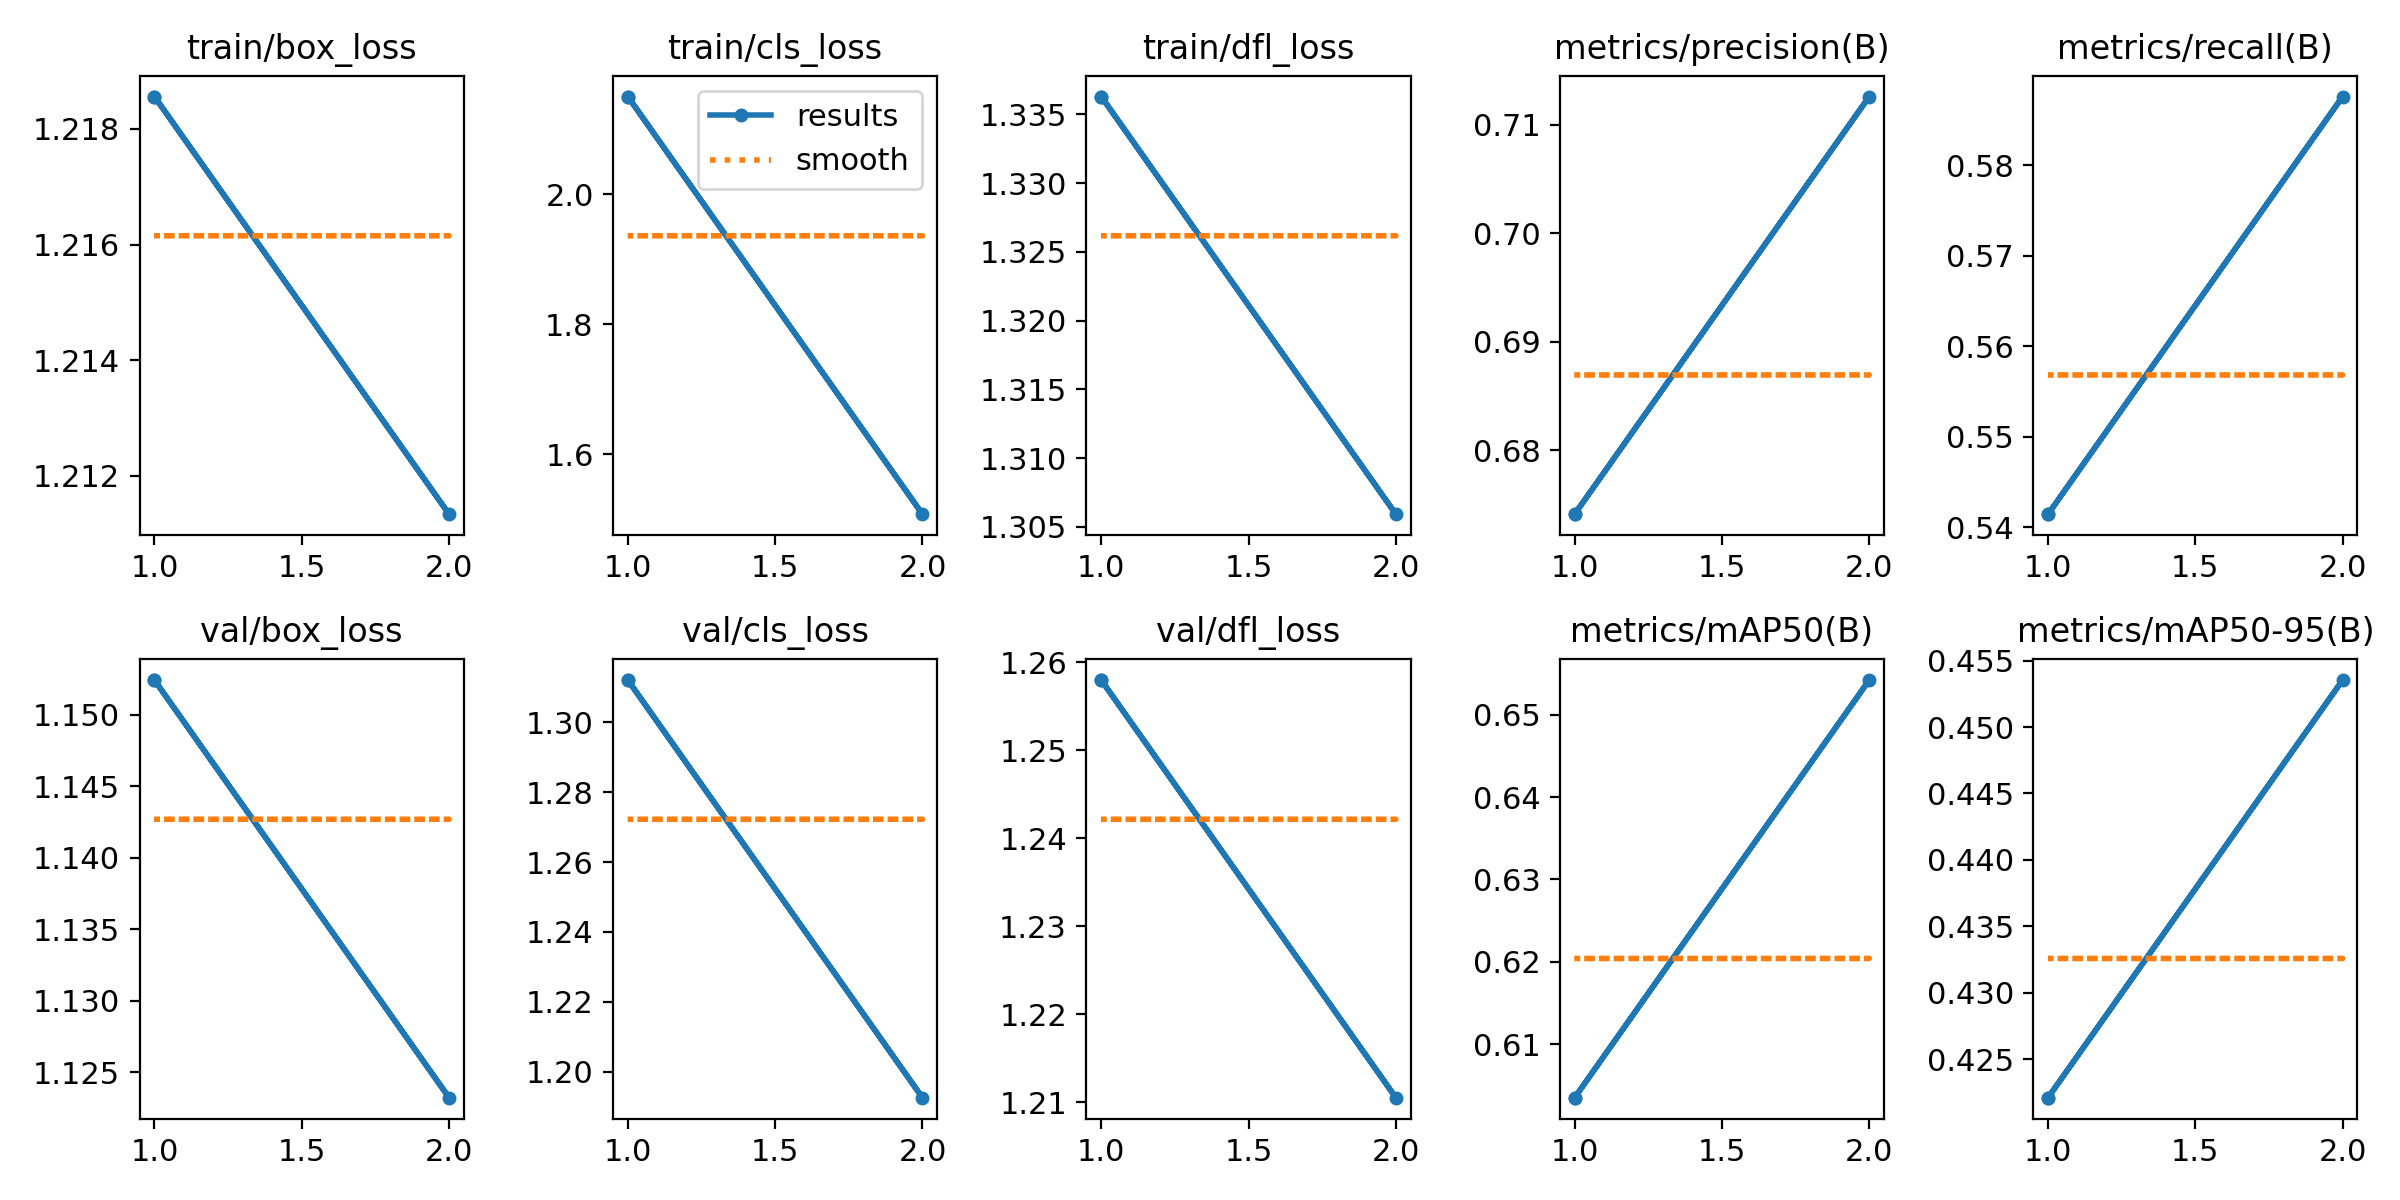 train/box_loss
1.218
1.216
1.214
1.212
1.0 1.5 2.0
train/cls_loss
results
smooth
2.0
1.8
1.6
1.0 1.5 2.0
train/dfl_loss
1.335
1.330
1.325
1.320
1.315
1.310
1.305
1.0 1.5 2.0
metrics/precision(B)
0.71
0.70
0.69
0.68
1.0 1.5 2.0
metrics/recall(B)
0.58
0.57
0.56
0.55
0.54
1.0 1.5 2.0
val/box_loss
1.150
1.145
1.140
1.135
1.130
1.125
1.0 1.5 2.0
val/cls_loss
1.30
1.28
1.26
1.24
1.22
1.20
1.0 1.5 2.0
val/dfl_loss
1.26
1.25
1.24
1.23
1.22
1.21
1.0 1.5 2.0
metrics/mAP50(B)
0.65
0.64
0.63
0.62
0.61
1.0 1.5 2.0
metrics/mAP50-95(B)
0.455
0.450
0.445
0.440
0.435
0.430
0.425
1.0 1.5 2.0